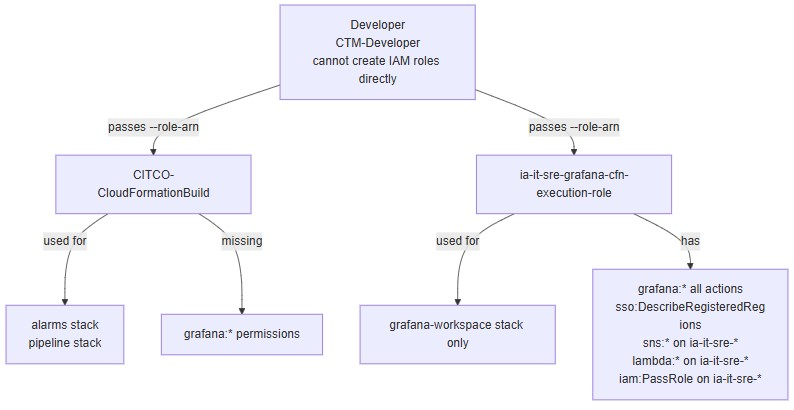 Developer
CTM-Developer
cannot create IAM roles
directly
passes --role-arn
passes --role-arn
CITCO-
CloudFormationBuild
ia-it-sre-grafana-cfn-
execution-role
used for
missing
used for
has
alarms stack
pipeline stack
grafana:* permissions
grafana-workspace stack
only
grafana:* all actions
sso:DescribeRegisteredReg
ions
sns:* on ia-it-sre-*
lambda:* on ia-it-sre-*
iam:PassRole on ia-it-sre-*